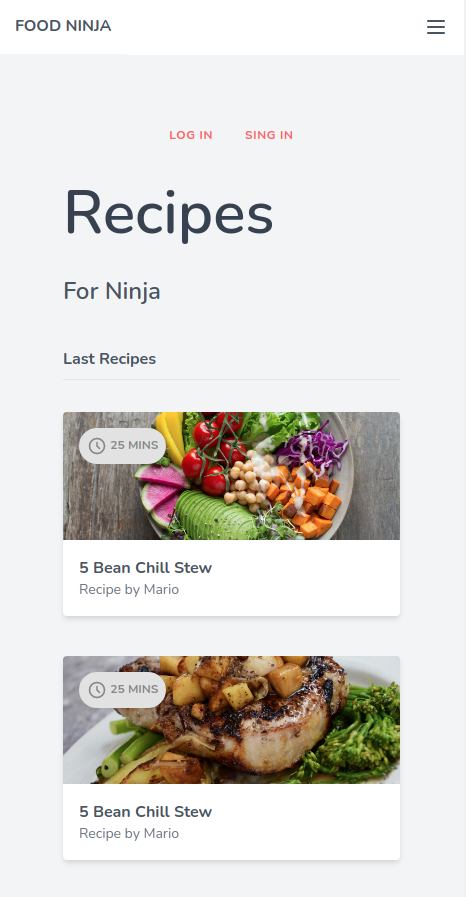 FOOD NINJA
LOG IN SING IN
Recipes
For Ninja
Last Recipes
25 MINS
5 Bean Chill Stew
Recipe by Mario
25 MINS
5 Bean Chill Stew
Recipe by Mario